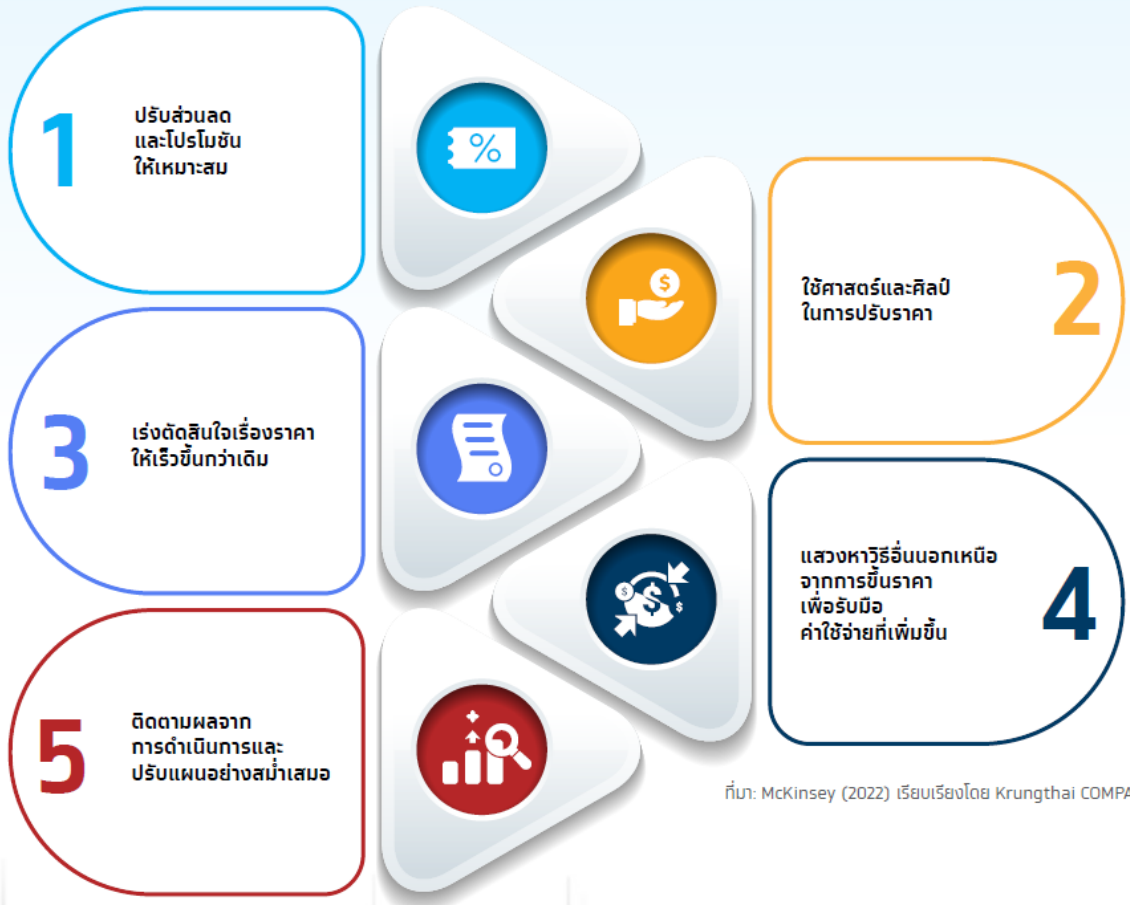 1
ปรับส่วนลด
และโปรโมชัน
ให้เหมาะสม
%
$
ใช้ศาสตร์และศิลป์
ในการปรับราคา
2
3
เร่งตัดสินใจเรื่องราคา
ให้เร็วขึ้นกว่าเดิม
$
$
$
แสวงหาวิธีอื่นนอกเหนือ
จากการขึ้นราคา
เพื่อรับมือ
ค่าใช้จ่ายที่เพิ่มขึ้น
4
5
ติดตามผลจาก
การดำเนินการและ
ปรับแผนอย่างสม่ำเสมอ
ที่มา: McKinsey (2022) เรียบเรียงโดย Krungthai COMPA